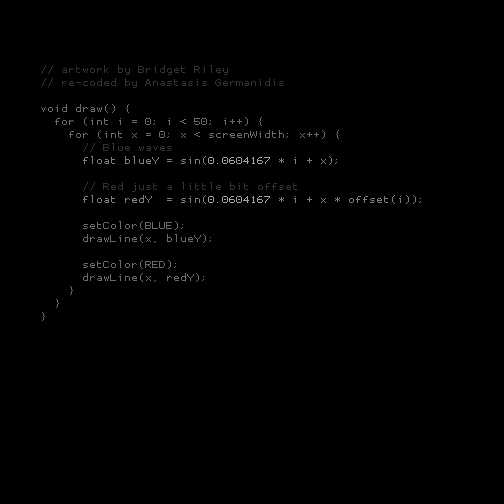 // artwork by Bridget Riley
// re-coded by Anastasis Germanidis
void draw() {
for (int i = 0; i < 50; i++) {
for (int x = 0; x < screenWidth; x++) {
// Blue waves
float blueY = sin(0.0604167 * i + x);
// Red just a little bit offset
float redY  = sin(0.0604167 * i + x * offset(i));
setColor(BLUE);
drawLine(x, blueY);
setColor(RED);
drawLine(x, redY);
}
}
}